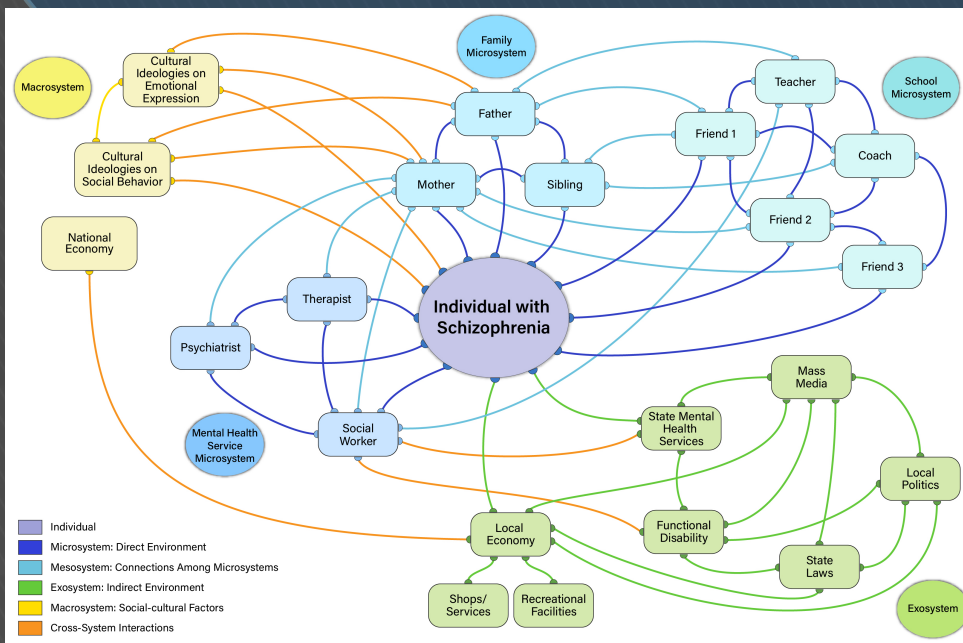 Macrosystem
Cultural
Ideologies on
Emotional
Expression
Family
Microsystem
Teacher
School
Microsystem
Father
Friend 1
Coach
Cultural
Ideologies on
Social Behavior
Mother
Sibling
Friend 2
National
Economy
Friend 3
Therapist
Individual with
Schizophrenia
Psychiatrist
Mass
Media
Mental Health
Service
Microsystem
Social
Worker
State Mental
Health
Services
Local
Politics
Local
Economy
Functional
Disability
State
Laws
Shops/
Services
Recreational
Facilities
Exosystem
Individual
Microsystem: Direct Environment
Mesosystem: Connections Among Microsystems
Exosystem: Indirect Environment
Macrosystem: Social-cultural Factors
Cross-System Interactions